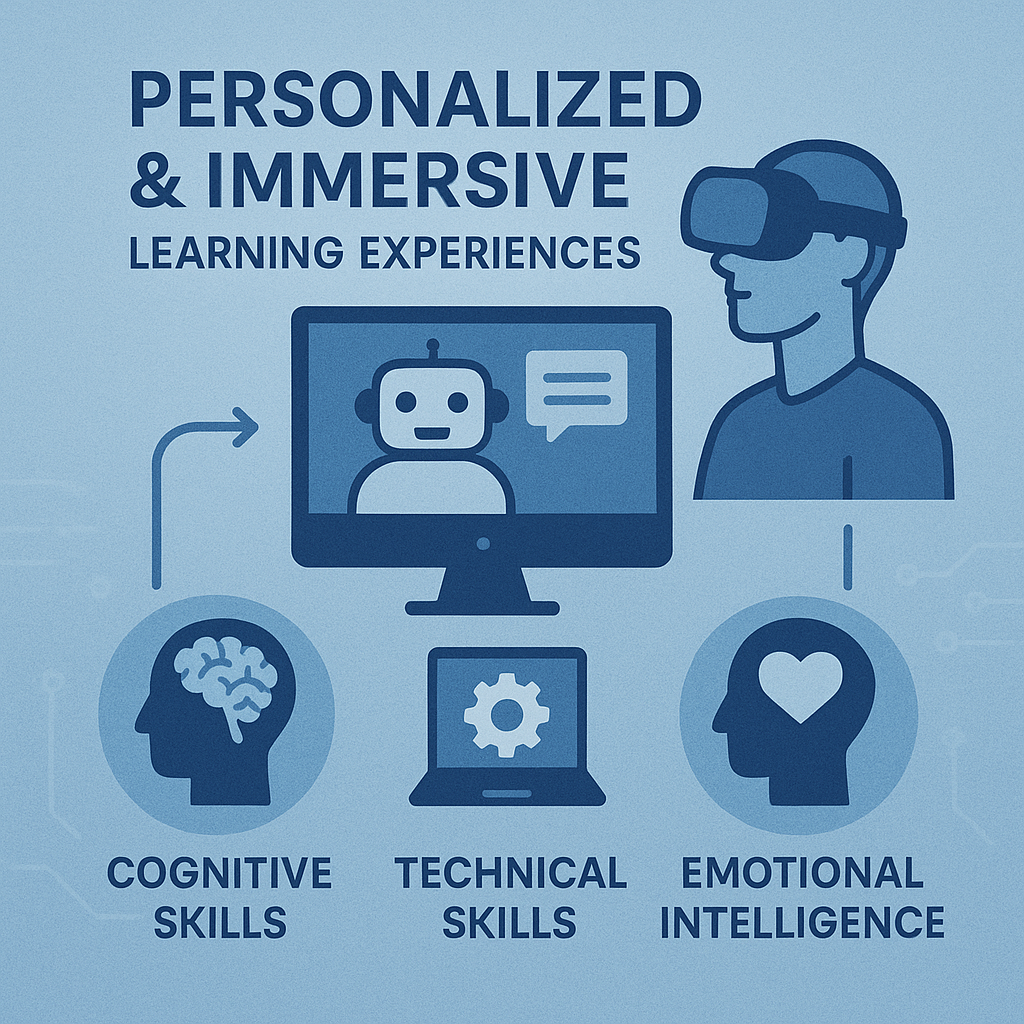 PERSONALIZED
& IMMERSIVE
LEARNING EXPERIENCES
COGNITIVE
SKILLS
TECHNICAL
SKILLS
EMOTIONAL
INTELLIGENCE